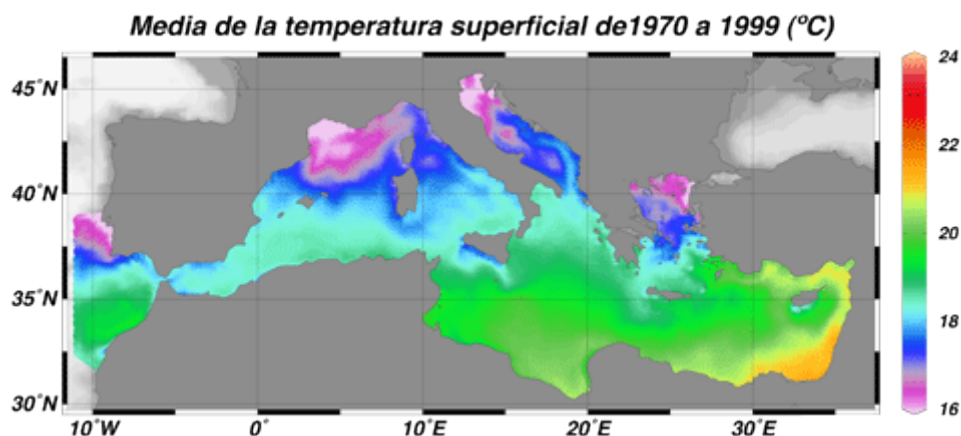 Media de la temperatura superficial de1970 a 1999 (ºC)
45°N
40°N
35°N
30°N
10°W
0°
10°E
20°E
30°E
24
22
20
18
16